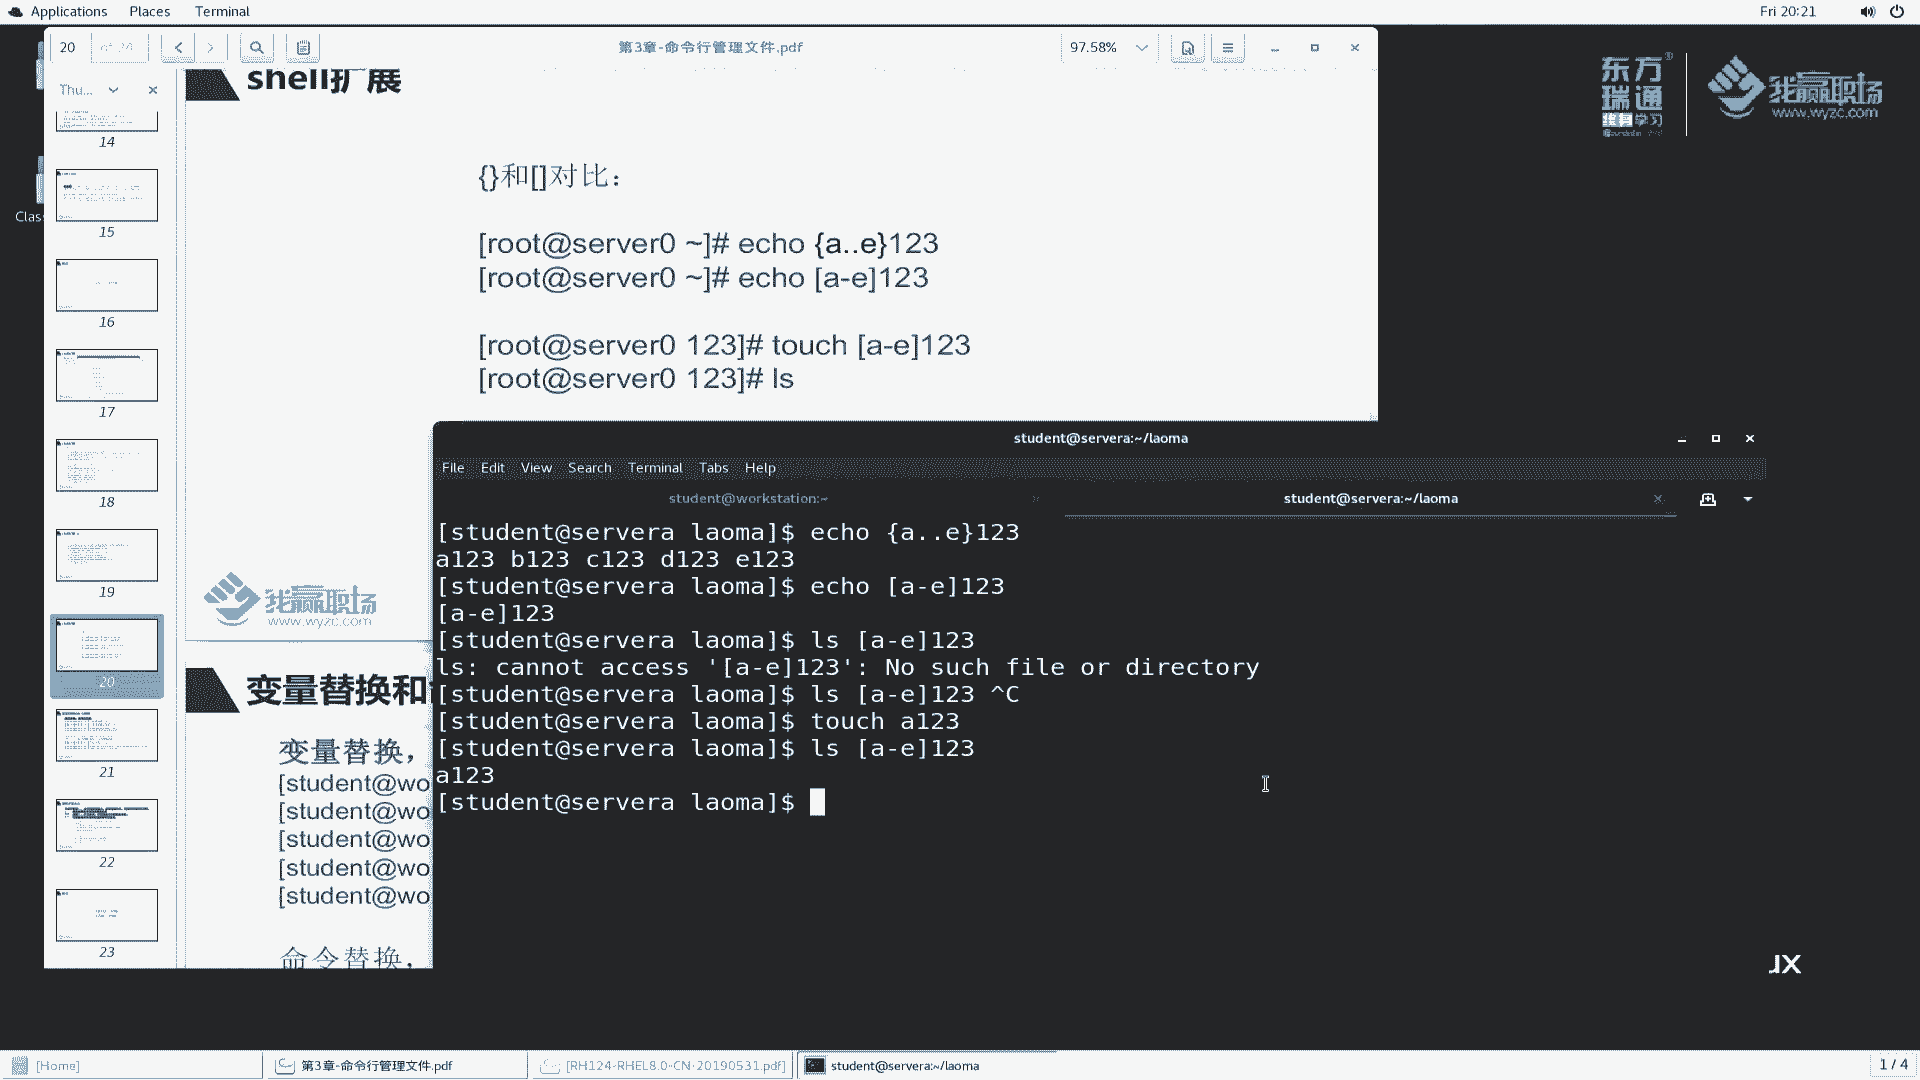 Applications Places Terminal
Fri 20:21
20 of 26
第3章-命令行管理文件.pdf
97.58%
Thu...
14
15
16
17
18
19
20
21
22
23
Clas
shell扩展
{}和[]对比：
[root@server0 ~]# echo {a..e}123
[root@server0 ~]# echo [a-e]123
[root@server0 123]# touch [a-e]123
[root@server0 123]# ls
我赢职场
www.wyzc.com
变量替换和
变量替换，
[student@wo
[student@wo
[student@wo
[student@wo
[student@wo
命令替换，
东方
瑞通
终身学习
我赢职场
www.wyzc.com
student@servera:~/laoma
File Edit View Search Terminal Tabs Help
student@workstation:~
student@servera:~/laoma
[student@servera laoma]$ echo {a..e}123
a123 b123 c123 d123 e123
[student@servera laoma]$ echo [a-e]123
[a-e]123
[student@servera laoma]$ ls [a-e]123
ls: cannot access '[a-e]123': No such file or directory
[student@servera laoma]$ ls [a-e]123 ^C
[student@servera laoma]$ touch a123
[student@servera laoma]$ ls [a-e]123
a123
[student@servera laoma]$
[Home]
第3章-命令行管理文件.pdf
[RH124-RHEL8.0-CN-20190531.pdf]
student@servera:~/laoma
1 / 4